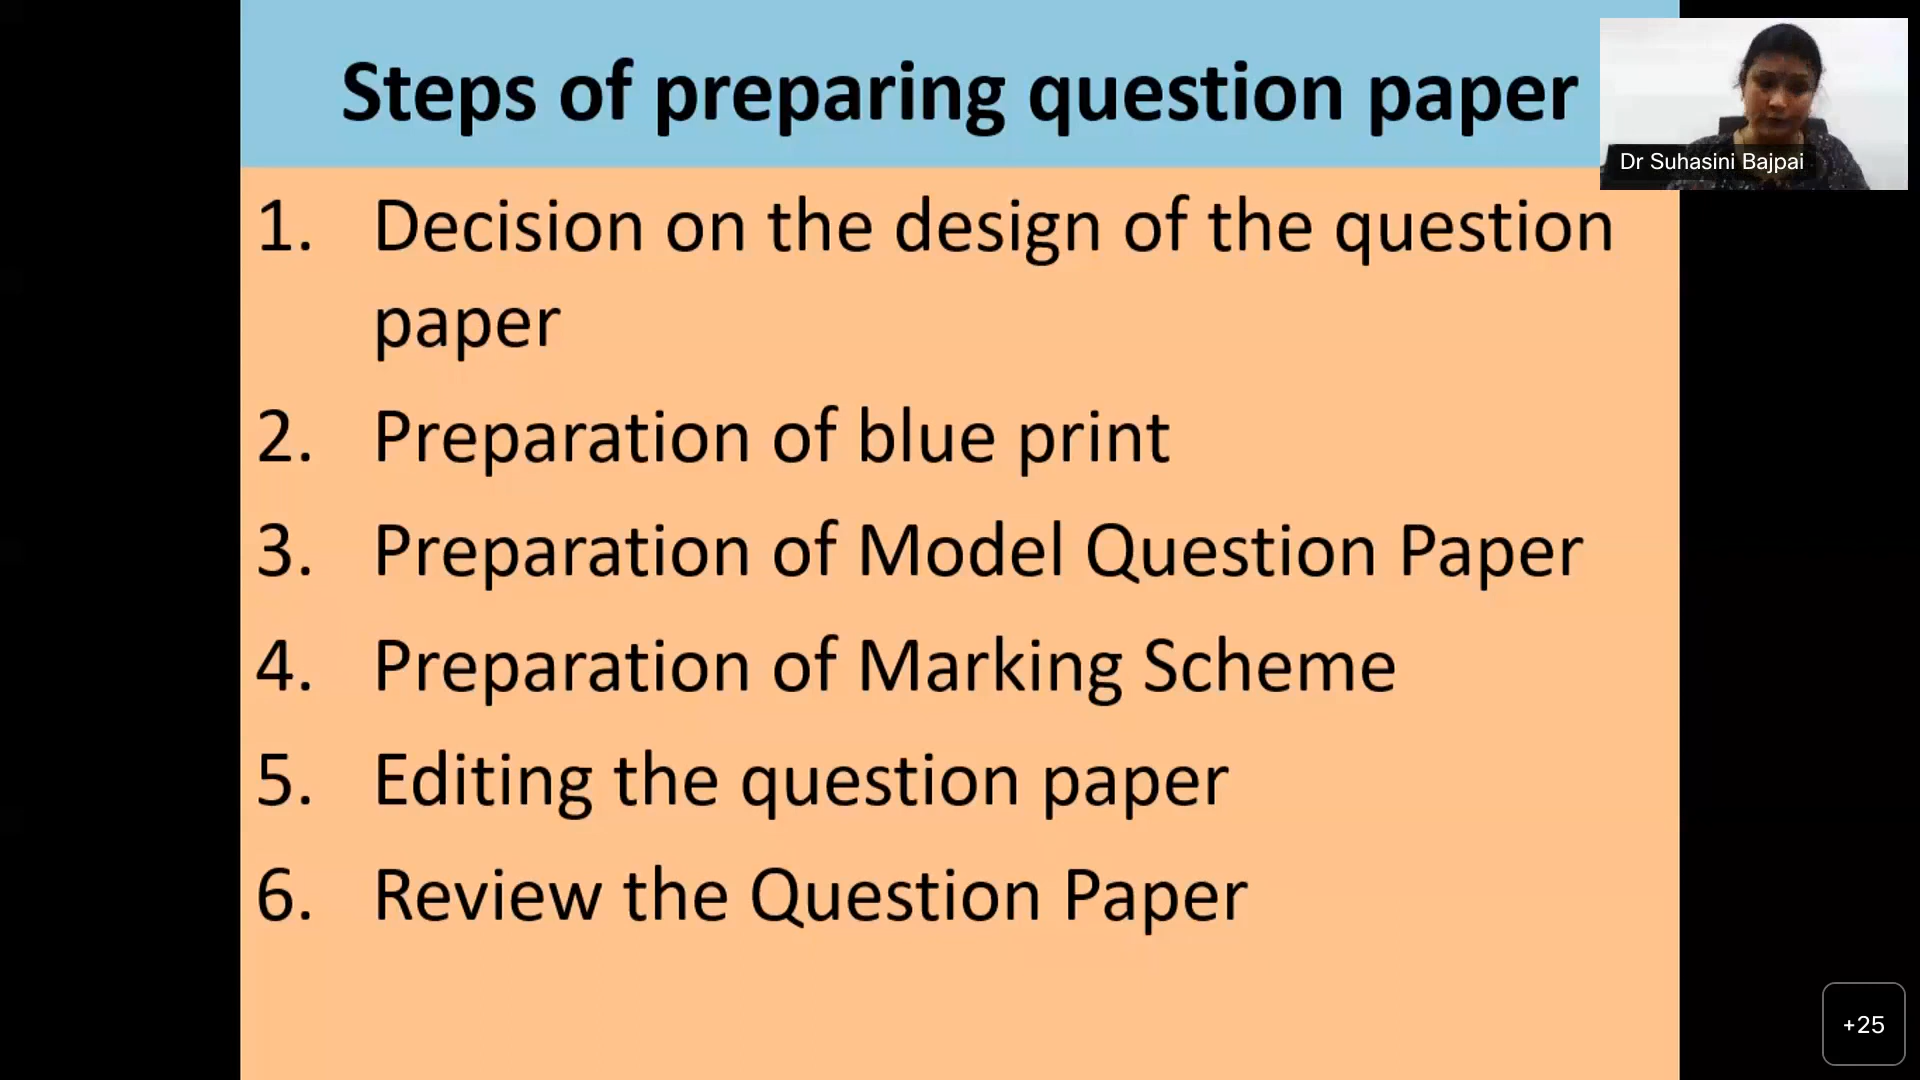 Steps of preparing question paper
Dr Suhasini Bajpai
1. Decision on the design of the question
paper
2. Preparation of blue print
3. Preparation of Model Question Paper
4. Preparation of Marking Scheme
5. Editing the question paper
6. Review the Question Paper
+25